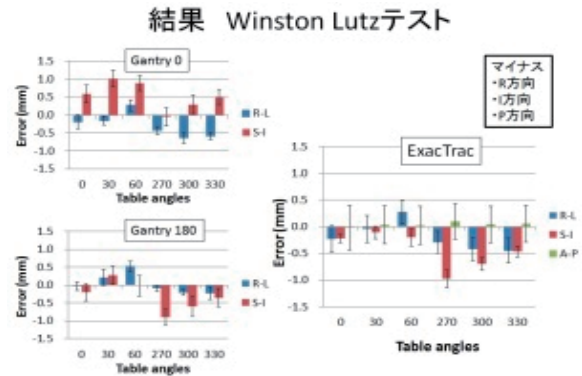 結果 Winston Lutzテスト
Gantry 0
Error (mm)
1.5
1.0
0.5
0.0
-0.5
-1.0
-1.5
0 30 60 270 300 330
Table angles
R-L
S-I
マイナス
・R方向
・I方向
・P方向
Gantry 180
Error (mm)
1.5
1.0
0.5
0.0
-0.5
-1.0
-1.5
0 30 60 270 300 330
Table angles
R-L
S-I
ExacTrac
Error (mm)
1.5
1.0
0.5
0.0
-0.5
-1.0
-1.5
0 30 60 270 300 330
Table angles
R-L
S-I
A-P